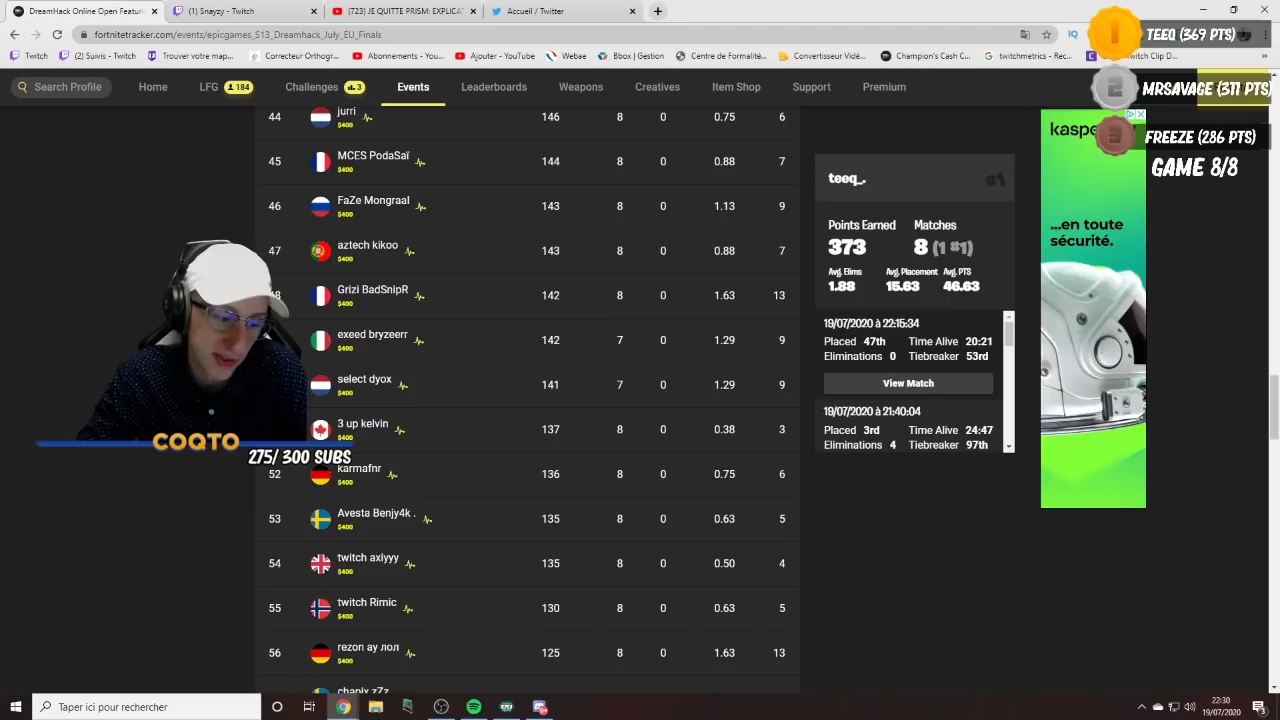 DreamHack Online Open Feature
(1) Snayzy - Twitch
(723) JE QUITTE PRISM: EXPLICAT
Accueil / Twitter
fortnitetracker.com/events/epicgames_S13_Dreamhack_July_EU_Finals
Twitch
(2) Suivis - Twitch
Trouver votre map...
Correcteur Orthogr...
Abonnements - You...
Ajouter - YouTube
Webae
Bbox | Gestion
Centre de Formalité...
Convertisseur Vidéo...
Champion's Cash C...
twitchrecover - Rec...
Twitch Clip D...
TEEQ (369 PTS)
MRSAVAGE (311 PTS)
FREEZE (286 PTS)
GAME 8/8
Search Profile
Home
LFG 184
Challenges 3
Events
Leaderboards
Weapons
Creatives
Item Shop
Support
Premium
44 jurri $400 146 8 0 0.75 6
45 MCES PodaSaï $400 144 8 0 0.88 7
46 FaZe Mongraal $400 143 8 0 1.13 9
47 aztech kikoo $400 143 8 0 0.88 7
8 Grizi BadSnipR $400 142 8 0 1.63 13
exeed bryzeerr $400 142 7 0 1.29 9
select dyox $400 141 7 0 1.29 9
3 up kelvin $400 137 8 0 0.38 3
52 karmafnr $400 136 8 0 0.75 6
53 Avesta Benjy4k . $400 135 8 0 0.63 5
54 twitch axiyyy $400 135 8 0 0.50 4
55 twitch Rimic $400 130 8 0 0.63 5
56 rezon ay лол $400 125 8 0 1.63 13
chapix zZz
COQTO
275/ 300 SUBS
teeq_. #1
Points Earned Matches
373 8 (1 #1)
Avg. Elims Avg. Placement Avg. PTS
1.88 15.63 46.63
19/07/2020 à 22:15:34
Placed 47th Time Alive 20:21
Eliminations 0 Tiebreaker 53rd
View Match
19/07/2020 à 21:40:04
Placed 3rd Time Alive 24:47
Eliminations 4 Tiebreaker 97th
...en toute
sécurité.
Taper ici pour rechercher
22:30
19/07/2020